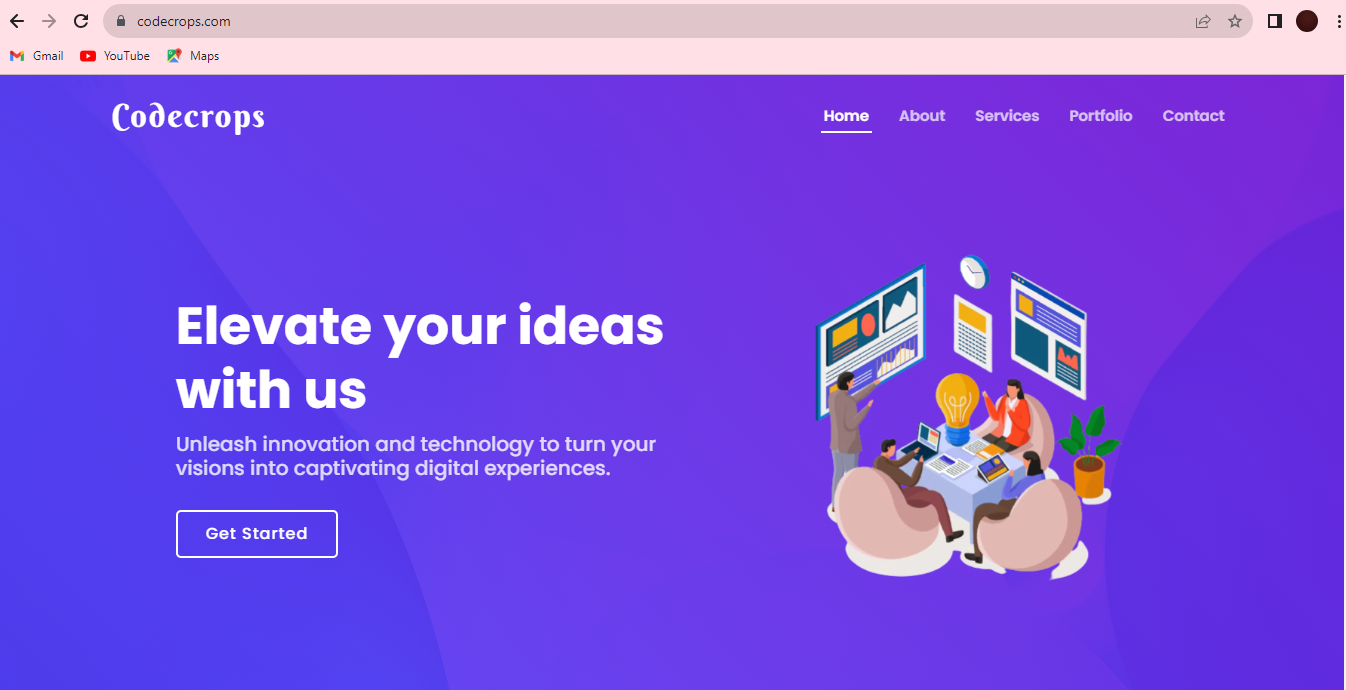 codecrops.com
Gmail YouTube Maps
Codecrops
Home About Services Portfolio Contact
Elevate your ideas
with us
Unleash innovation and technology to turn your
visions into captivating digital experiences.
Get Started